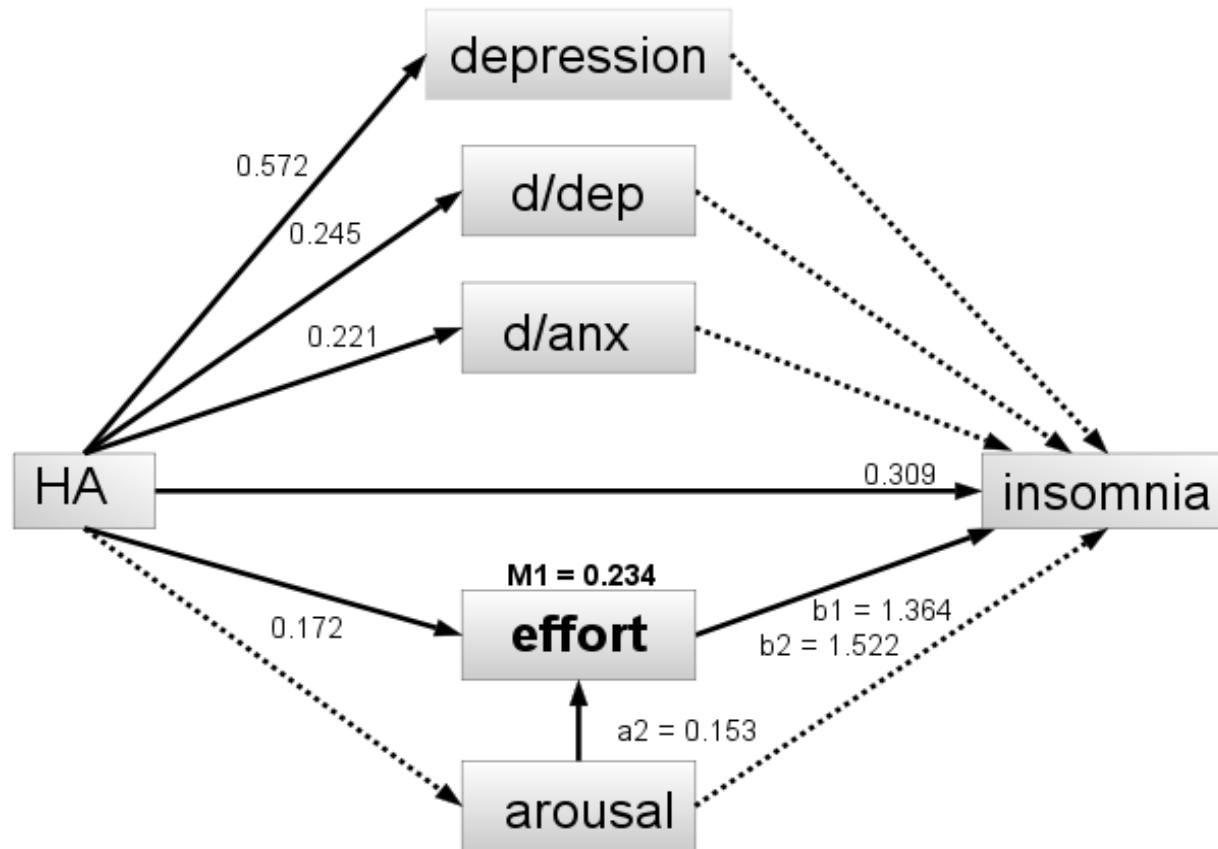 depression
0.572
d/dep
0.245
d/anx
0.221
HA
0.309
insomnia
M1 = 0.234
effort
0.172
b1 = 1.364
b2 = 1.522
a2 = 0.153
arousal